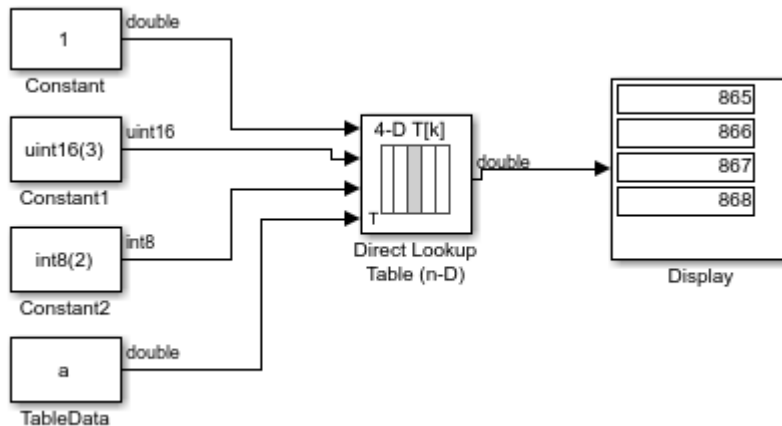 double
1
Constant
uint16(3)
uint16
Constant1
int8(2)
int8
Constant2
a
double
TableData
4-D T[k]
T
Direct Lookup
Table (n-D)
double
865
866
867
868
Display